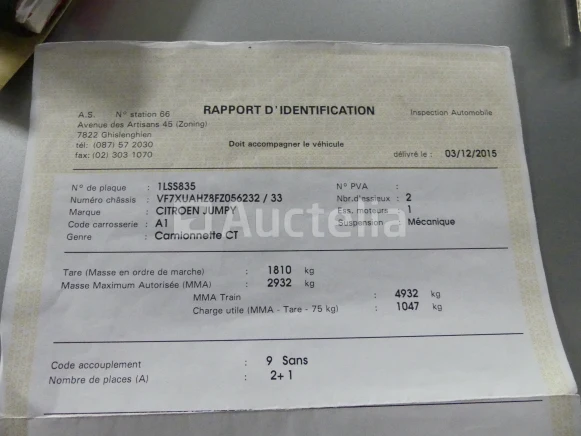 RAPPORT D'IDENTIFICATION
Inspection Automobile
A.S. N° station 66
Avenue des Artisans 45 (Zoning)
7822 Ghislenghien
tél: (087) 57 2030
fax: (02) 303 1070
Doit accompagner le véhicule
délivré le : 03/12/2015
N° de plaque : 1LSS835
N° PVA :
Numéro châssis : VF7XUAHZ8FZ056232 / 33
Nbr.d'essieux : 2
Marque : CITROEN JUMPY
Ess. moteurs : 1
Code carrosserie : A1
Suspension : Mécanique
Genre : Camionnette CT
Auctelia
Tare (Masse en ordre de marche) : 1810 kg
Masse Maximum Autorisée (MMA) : 2932 kg
MMA Train : 4932 kg
Charge utile (MMA - Tare - 75 kg) : 1047 kg
Code accouplement : 9 Sans
Nombre de places (A) : 2+1